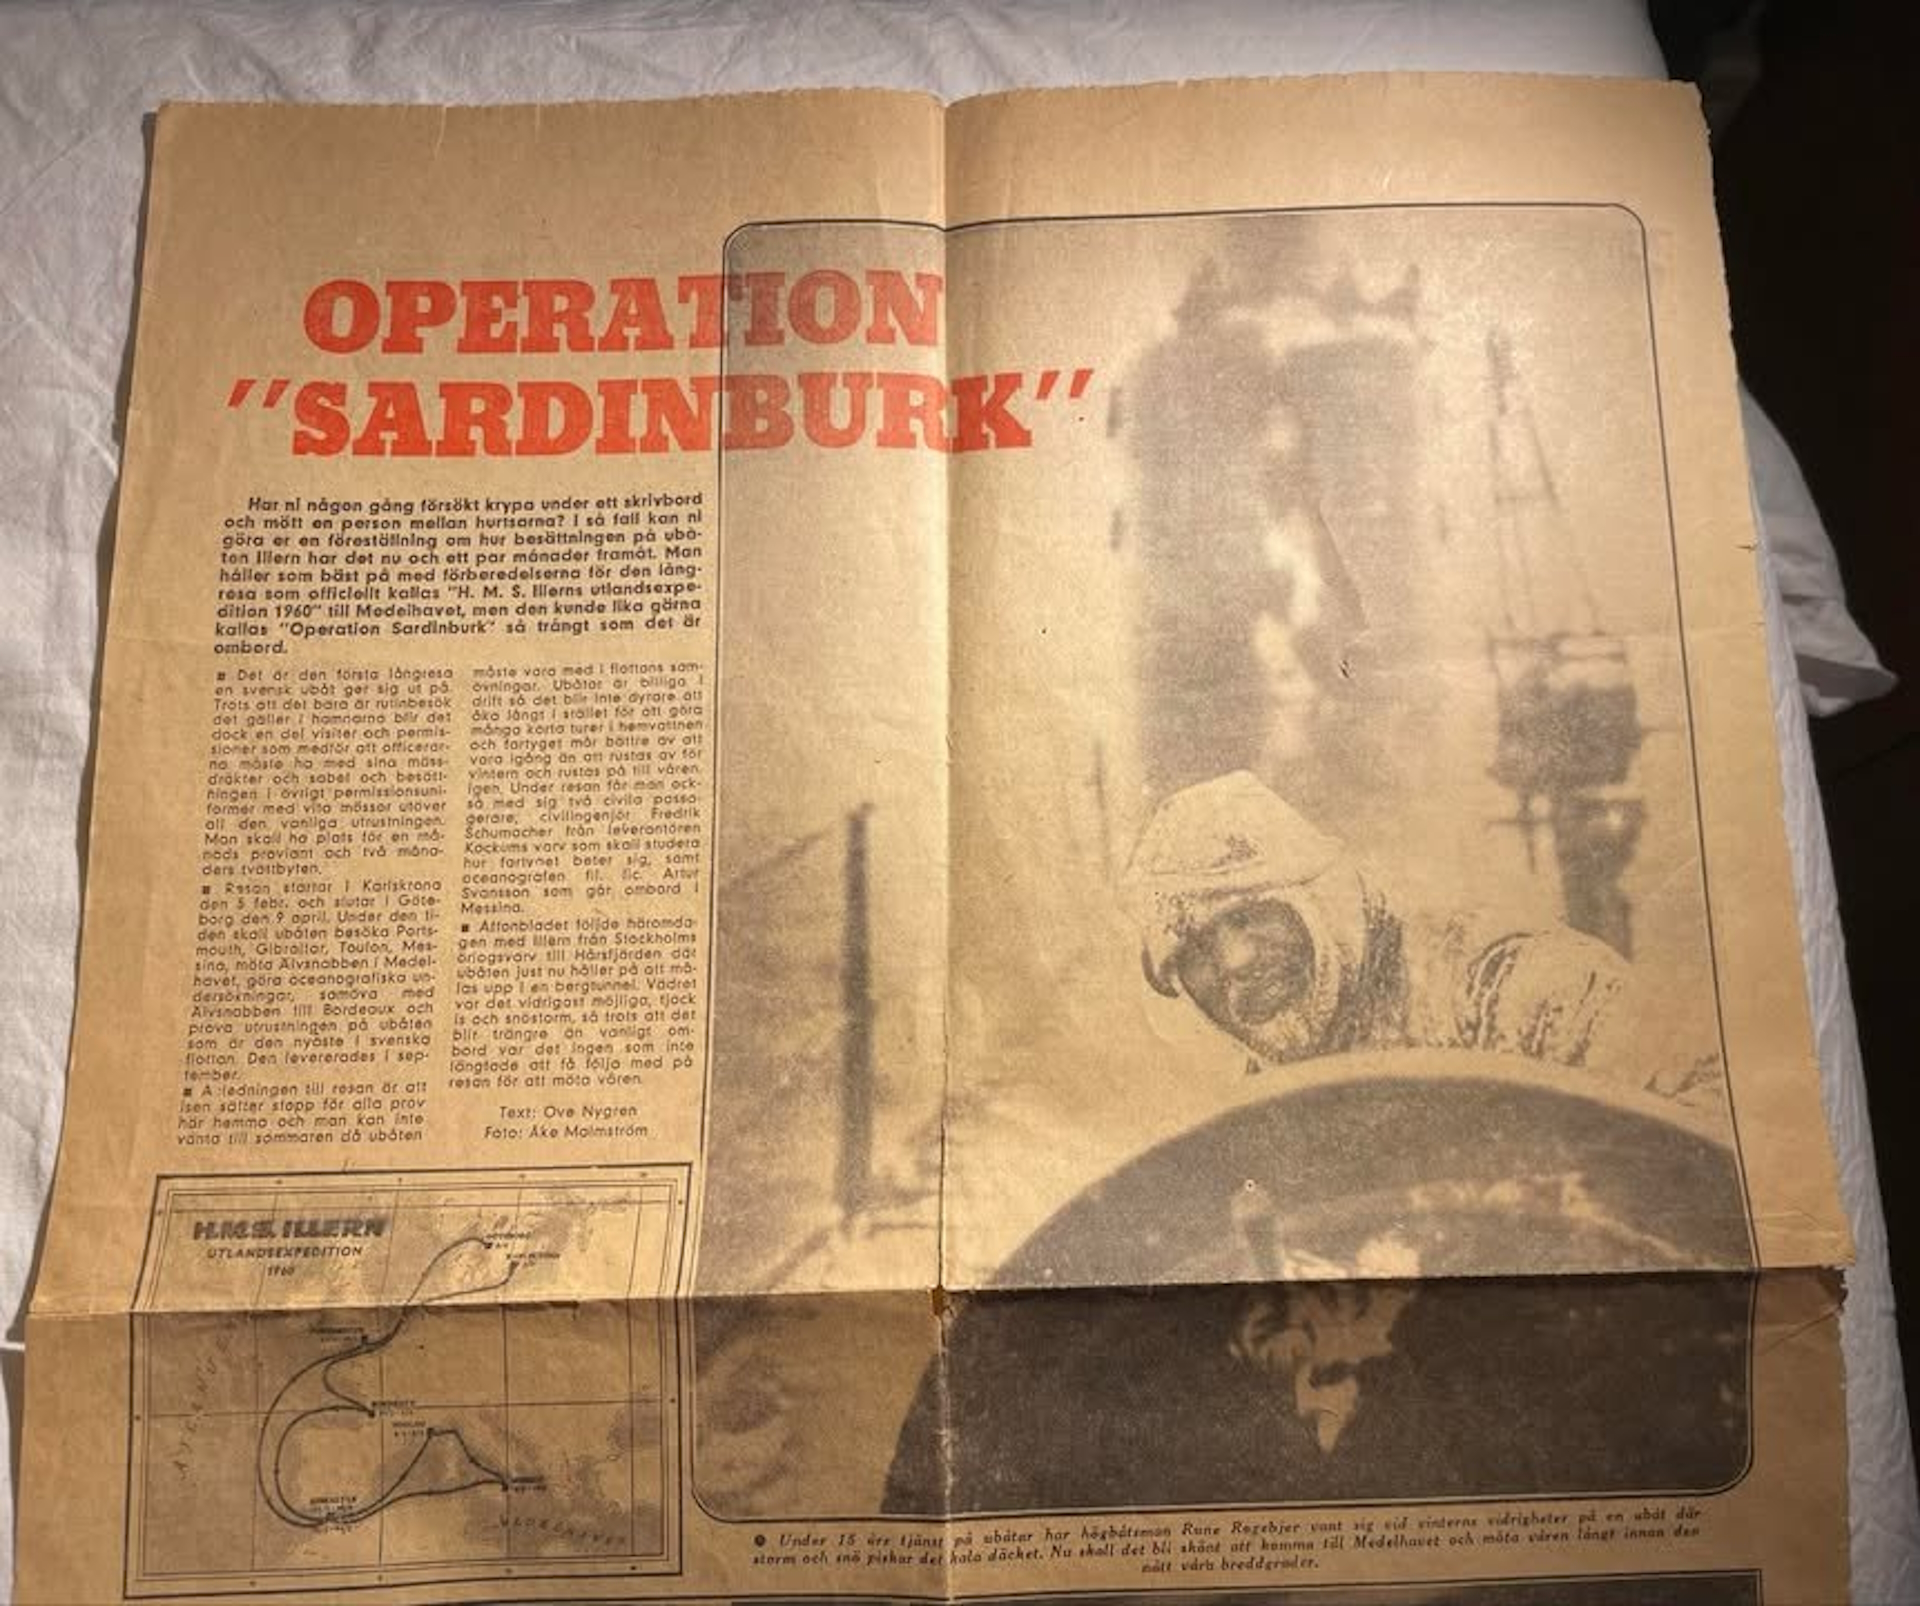 OPERATION
"SARDINBURK"
Har ni någon gång försökt krypa under ett skrivbord
och mött en person mellan hurtsarna? I så fall kan ni
göra er en föreställning om hur besättningen på ubå-
ten Illern har det nu och ett par månader framåt. Man
håller som bäst på med förberedelserna för den lång-
resa som officiellt kallas "H. M. S. Illerns utlandsexpe-
dition 1960" till Medelhavet, men den kunde lika gärna
kallas "Operation Sardinburk" så trångt som det är
ombord.
■ Det är den första långresa
en svensk ubåt ger sig ut på.
Trots att det bara är rutinbesök
det gäller i hamnarna blir det
dock en del visiter och permis-
sioner som medför att officerar-
na måste ha med sina mäss-
dräkter och sabel och besätt-
ningen i övrigt permissionsuni-
former med vita mössor utöver
all den vanliga utrustningen.
Man skall ha plats för en må-
nads proviant och två måna-
ders tvättbyten.
■ Resan startar i Karlskrona
den 5 febr. och slutar i Göte-
borg den 9 april. Under den ti-
den skall ubåten besöka Ports-
mouth, Gibraltar, Toulon, Mes-
sina, möta Älvsnabben i Medel-
havet, göra oceanografiska un-
dersökningar, samöva med
Älvsnabben till Bordeaux och
pröva utrustningen på ubåten
som är den nyaste i svenska
flottan. Den levererades i sep-
tember.
■ A ledningen till resan är att
isen sätter stopp för alla prov
här hemma och man kan inte
vänta till sommaren då ubåten
måste vara med i flottans sam-
övningar. Ubåtar är billiga i
drift så det blir inte dyrare att
åka långt i stället för att göra
många korta turer i hemvattnen
och fartyget mår bättre av att
vara igång än att rustas av för
vintern och rustas på till våren.
igen. Under resan får man ock-
så med sig två civila passa-
gerare, civilingenjör Fredrik
Schumacher från leverantören
Kockums varv som skall studera
hur fartyget beter sig, samt
oceanografen fil. lic. Artur
Svansson som går ombord i
Messina.
■ Aftonbladet följde häromda-
gen med Illern från Stockholms
örlogsvarv till Hårsfjärden där
ubåten just nu håller på att må-
las upp i en bergtunnel. Vädret
var det vidrigast möjliga, tjock
is och snöstorm, så trots att det
blir trängre än vanligt om-
bord var det ingen som inte
längtade att få följa med på
resan för att möta våren.
Text: Ove Nygren
Foto: Åke Malmström
H.M.S. ILLERN
UTLANDSEXPEDITION
1960
● Under 15 års tjänst på ubåtar har högbåtsman Rune Regebjer vant sig vid vinterns vidrigheter på en ubåt där
storm och snö piskar det kala däcket. Nu skall det bli skönt att komma till Medelhavet och möta våren långt innan den
nått våra breddgrader.